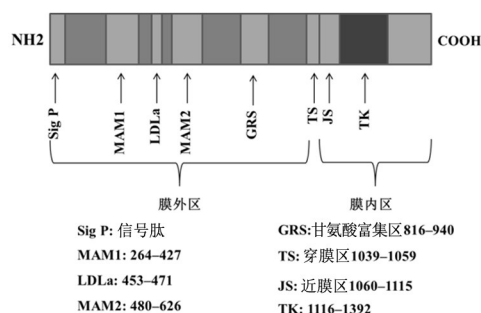 NH2
COOH
Sig P
MAM1
LDLa
MAM2
GRS
TS
JS
TK
膜外区
膜内区
Sig P: 信号肽
MAM1: 264–427
LDLa: 453–471
MAM2: 480–626
GRS:甘氨酸富集区816–940
TS: 穿膜区1039–1059
JS: 近膜区1060–1115
TK: 1116–1392